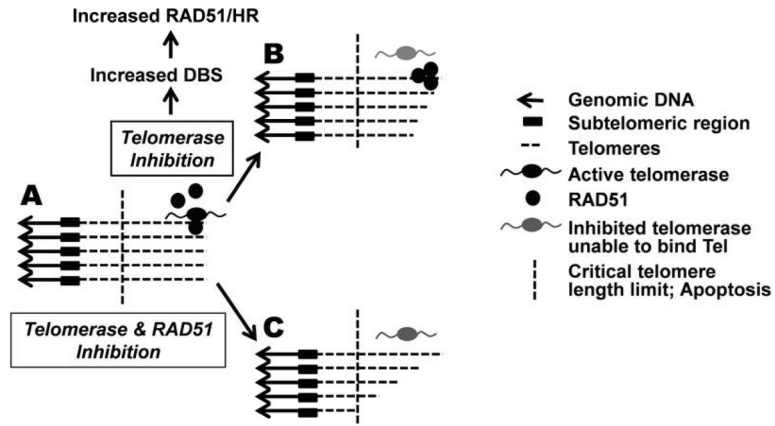 Increased RAD51/HR
Increased DBS
Telomerase
Inhibition
A
B
Telomerase & RAD51
Inhibition
C
Genomic DNA
Subtelomeric region
Telomeres
Active telomerase
RAD51
Inhibited telomerase
unable to bind Tel
Critical telomere
length limit; Apoptosis